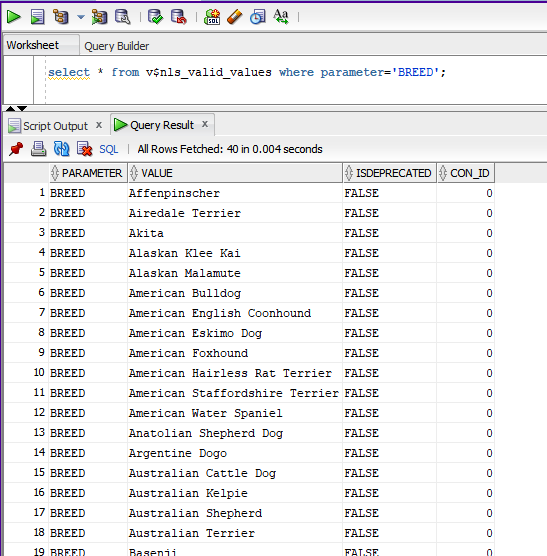 Worksheet Query Builder
select * from v$nls_valid_values where parameter='BREED';
Script Output x Query Result x
SQL | All Rows Fetched: 40 in 0.004 seconds
PARAMETER VALUE ISDEPRECATED CON_ID
1 BREED Affenpinscher FALSE 0
2 BREED Airedale Terrier FALSE 0
3 BREED Akita FALSE 0
4 BREED Alaskan Klee Kai FALSE 0
5 BREED Alaskan Malamute FALSE 0
6 BREED American Bulldog FALSE 0
7 BREED American English Coonhound FALSE 0
8 BREED American Eskimo Dog FALSE 0
9 BREED American Foxhound FALSE 0
10 BREED American Hairless Rat Terrier FALSE 0
11 BREED American Staffordshire Terrier FALSE 0
12 BREED American Water Spaniel FALSE 0
13 BREED Anatolian Shepherd Dog FALSE 0
14 BREED Argentine Dogo FALSE 0
15 BREED Australian Cattle Dog FALSE 0
16 BREED Australian Kelpie FALSE 0
17 BREED Australian Shepherd FALSE 0
18 BREED Australian Terrier FALSE 0
19 BREED Basenji FALSE 0